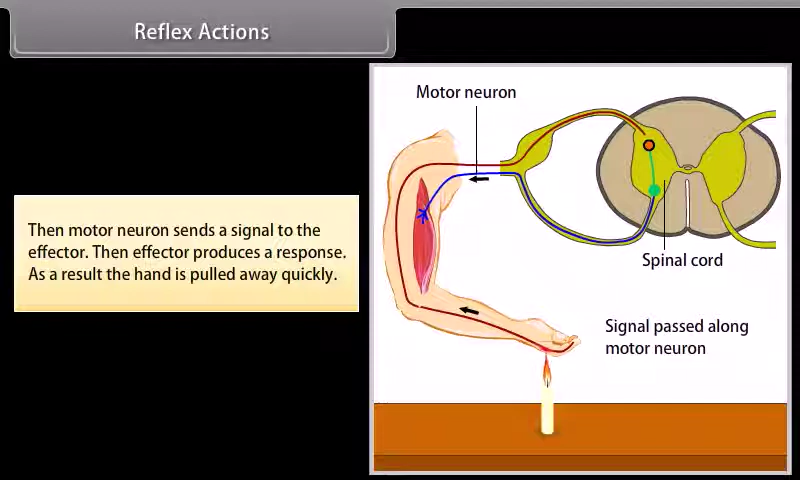 Reflex Actions
Motor neuron
Then motor neuron sends a signal to the
effector. Then effector produces a response.
As a result the hand is pulled away quickly.
Spinal cord
Signal passed along
motor neuron